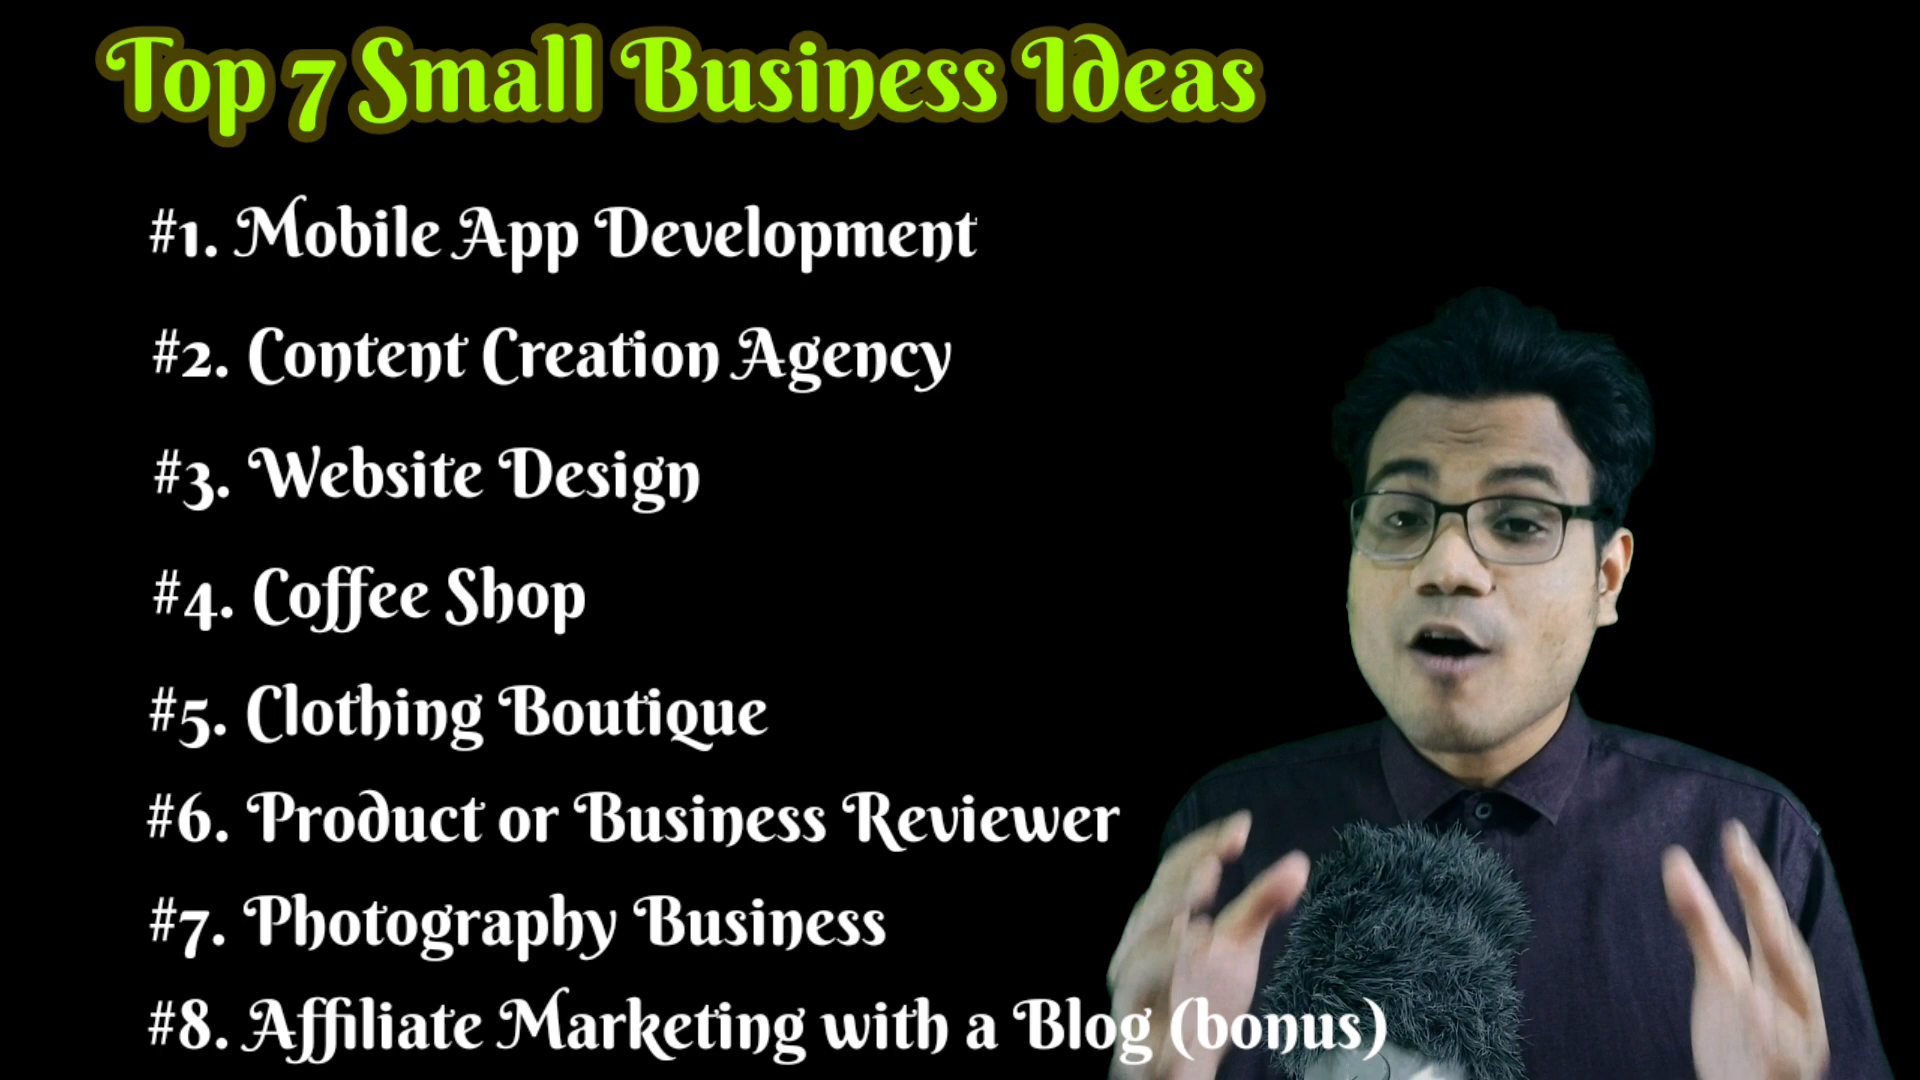 Top 7 Small Business Ideas
#1. Mobile App Development
#2. Content Creation Agency
#3. Website Design
#4. Coffee Shop
#5. Clothing Boutique
#6. Product or Business Reviewer
#7. Photography Business
#8. Affiliate Marketing with a Blog (bonus)